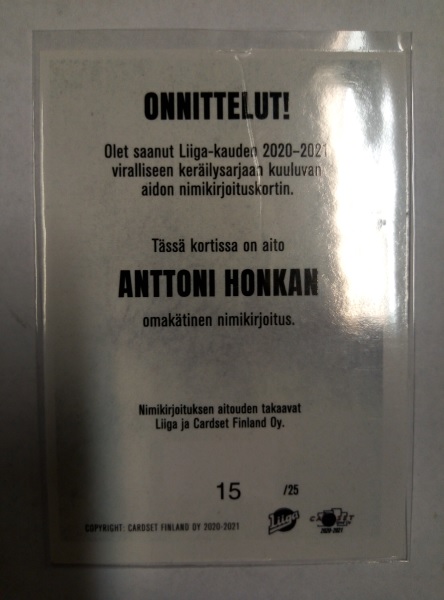 ONNITTELUT!
Olet saanut Liiga-kauden 2020-2021
viralliseen keräilysarjaan kuuluvan
aidon nimikirjoituskortin.
Tässä kortissa on aito
ANTTONI HONKAN
omakätinen nimikirjoitus.
Nimikirjoituksen aitouden takaavat
Liiga ja Cardset Finland Oy.
15 /25
COPYRIGHT: CARDSET FINLAND OY 2020-2021
Liiga
CARDSET
2020-2021